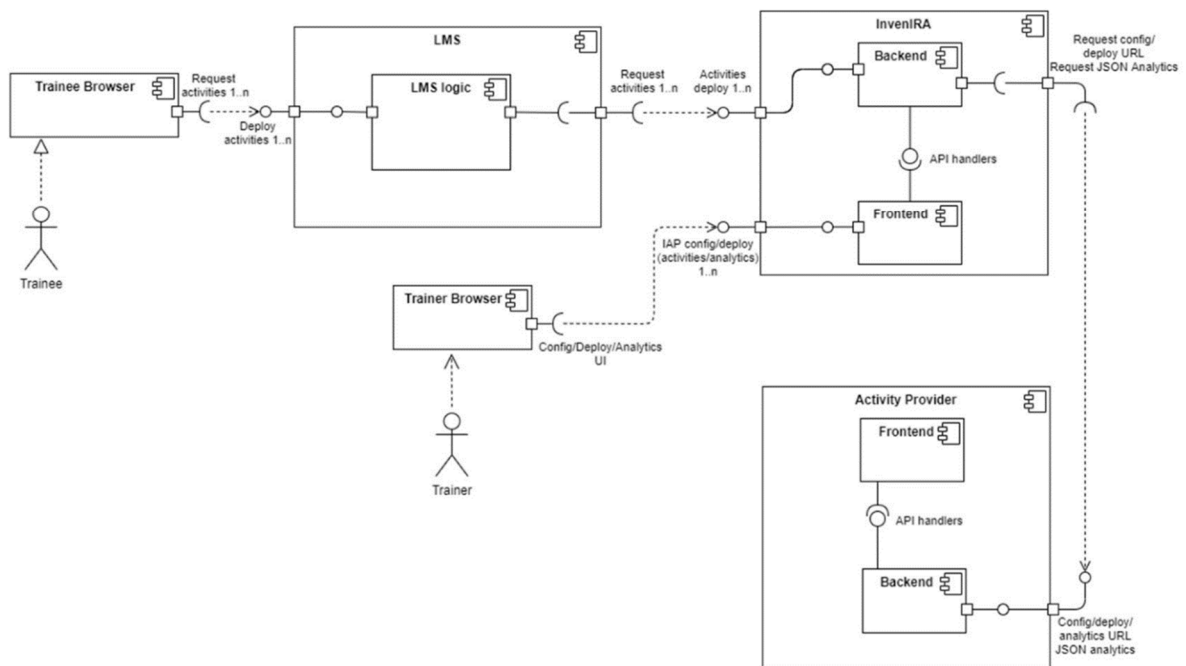 LMS
InvenIRA
Request config/
deploy URL
Request JSON Analytics
Backend
Trainee Browser
Request
activities 1..n
LMS logic
Request
activities 1..n
Activities
deploy 1..n
Deploy
activities 1..n
API handlers
Frontend
IAP config/deploy
(activities/analytics)
1..n
Trainee
Trainer Browser
Config/Deploy/Analytics
UI
Activity Provider
Frontend
Trainer
API handlers
Backend
Config/deploy/
analytics URL
JSON analytics